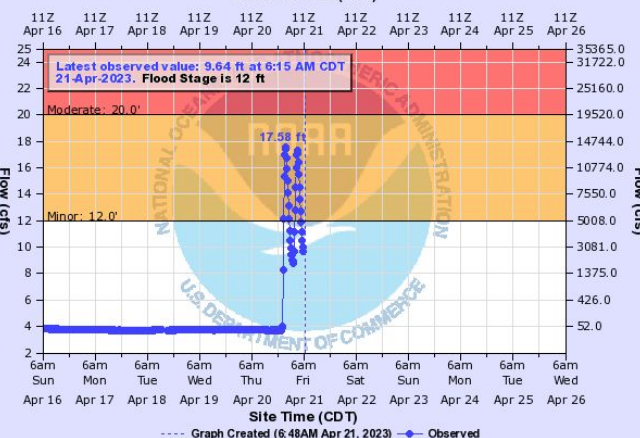 11Z 11Z 11Z 11Z 11Z 11Z 11Z 11Z 11Z 11Z 11Z
Apr 16 Apr 17 Apr 18 Apr 19 Apr 20 Apr 21 Apr 22 Apr 23 Apr 24 Apr 25 Apr 26
Latest observed value: 9.64 ft at 6:15 AM CDT
21-Apr-2023. Flood Stage is 12 ft
Moderate: 20.0'
17.58 ft
Minor: 12.0'
25 35365.0
24 31722.0
22 25160.0
20 19520.0
18 14744.0
16 10774.0
14 7550.0
12 5008.0
10 3081.0
8 1375.0
6 426.0
4 52.0
2
Flow (cfs)
Flow (cfs)
NOAA
U.S. DEPARTMENT OF COMMERCE
6am 6am 6am 6am 6am 6am 6am 6am 6am 6am 6am
Sun Mon Tue Wed Thu Fri Sat Sun Mon Tue Wed
Apr 16 Apr 17 Apr 18 Apr 19 Apr 20 Apr 21 Apr 22 Apr 23 Apr 24 Apr 25 Apr 26
Site Time (CDT)
Graph Created (6:48AM Apr 21, 2023) Observed